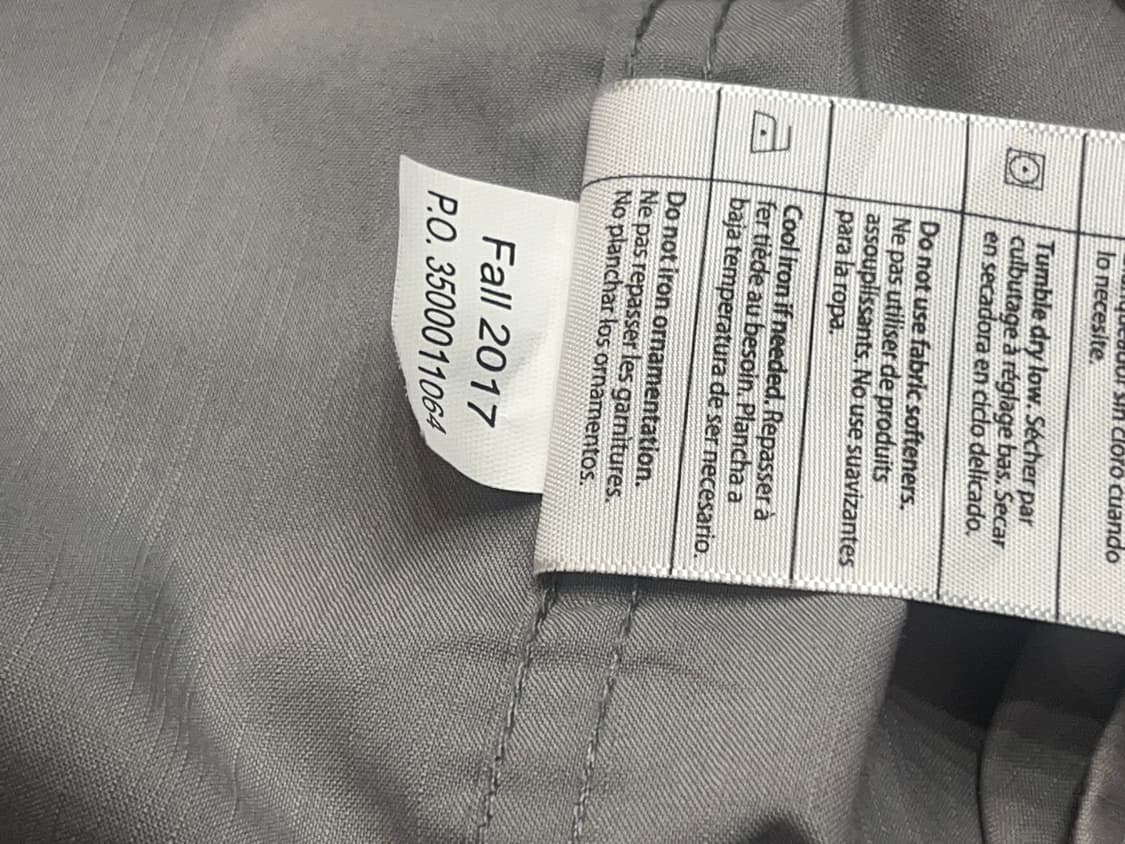 lo necesite.
Tumble dry low. Sécher par
culbutage à réglage bas. Secar
en secadora en ciclo delicado.
Do not use fabric softeners.
Ne pas utiliser de produits
assouplissants. No use suavizantes
para la ropa.
Cool iron if needed. Repasser à
fer tiède au besoin. Plancha a
baja temperatura de ser necesario.
Do not iron ornamentation.
Ne pas repasser les garnitures.
No planchar los ornamentos.
Fall 2017
P.O. 3500011064